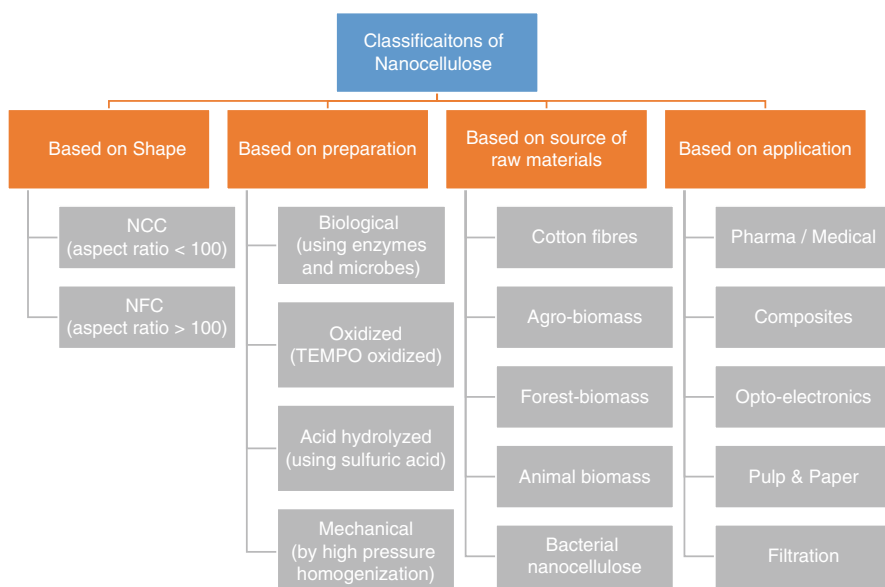 Classificaitons of
Nanocellulose
Based on Shape
NCC
(aspect ratio < 100)
NFC
(aspect ratio > 100)
Based on preparation
Biological
(using enzymes
and microbes)
Oxidized
(TEMPO oxidized)
Acid hydrolyzed
(using sulfuric acid)
Mechanical
(by high pressure
homogenization)
Based on source of
raw materials
Cotton fibres
Agro-biomass
Forest-biomass
Animal biomass
Bacterial
nanocellulose
Based on application
Pharma / Medical
Composites
Opto-electronics
Pulp & Paper
Filtration